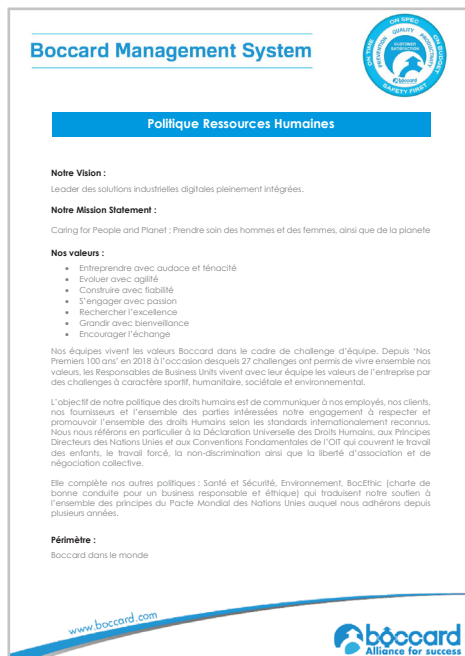 Boccard Management System
ON TIME ON SPEC ON BUDGET
PREVENTION QUALITY PRODUCTIVITY
CUSTOMER
SATISFACTION
bôccard
SAFETY FIRST
Politique Ressources Humaines
Notre Vision :
Leader des solutions industrielles digitales pleinement intégrées.
Notre Mission Statement :
Caring for People and Planet ; Prendre soin des hommes et des femmes, ainsi que de la planete
Nos valeurs :
• Entreprendre avec audace et ténacité
• Evoluer avec agilité
• Construire avec fiabilité
• S'engager avec passion
• Rechercher l'excellence
• Grandir avec bienveillance
• Encourager l'échange
Nos équipes vivent les valeurs Boccard dans le cadre de challenge d'équipe. Depuis 'Nos
Premiers 100 ans' en 2018 à l'occasion desquels 27 challenges ont permis de vivre ensemble nos
valeurs, les Responsables de Business Units vivent avec leur équipe les valeurs de l'entreprise par
des challenges à caractère sportif, humanitaire, sociétale et environnemental.
L'objectif de notre politique des droits humains est de communiquer à nos employés, nos clients,
nos fournisseurs et l'ensemble des parties intéressées notre engagement à respecter et
promouvoir l'ensemble des droits Humains selon les standards internationalement reconnus.
Nous nous référons en particulier à la Déclaration Universelle des Droits Humains, aux Principes
Directeurs des Nations Unies et aux Conventions Fondamentales de l'OIT qui couvrent le travail
des enfants, le travail forcé, la non-discrimination ainsi que la liberté d'association et de
négociation collective.
Elle complète nos autres politiques : Santé et Sécurité, Environnement, BocEthic (charte de
bonne conduite pour un business responsable et éthique) qui traduisent notre soutien à
l'ensemble des principes du Pacte Mondial des Nations Unies auquel nous adhérons depuis
plusieurs années.
Périmètre :
Boccard dans le monde
www.boccard.com
bôccard
Alliance for success